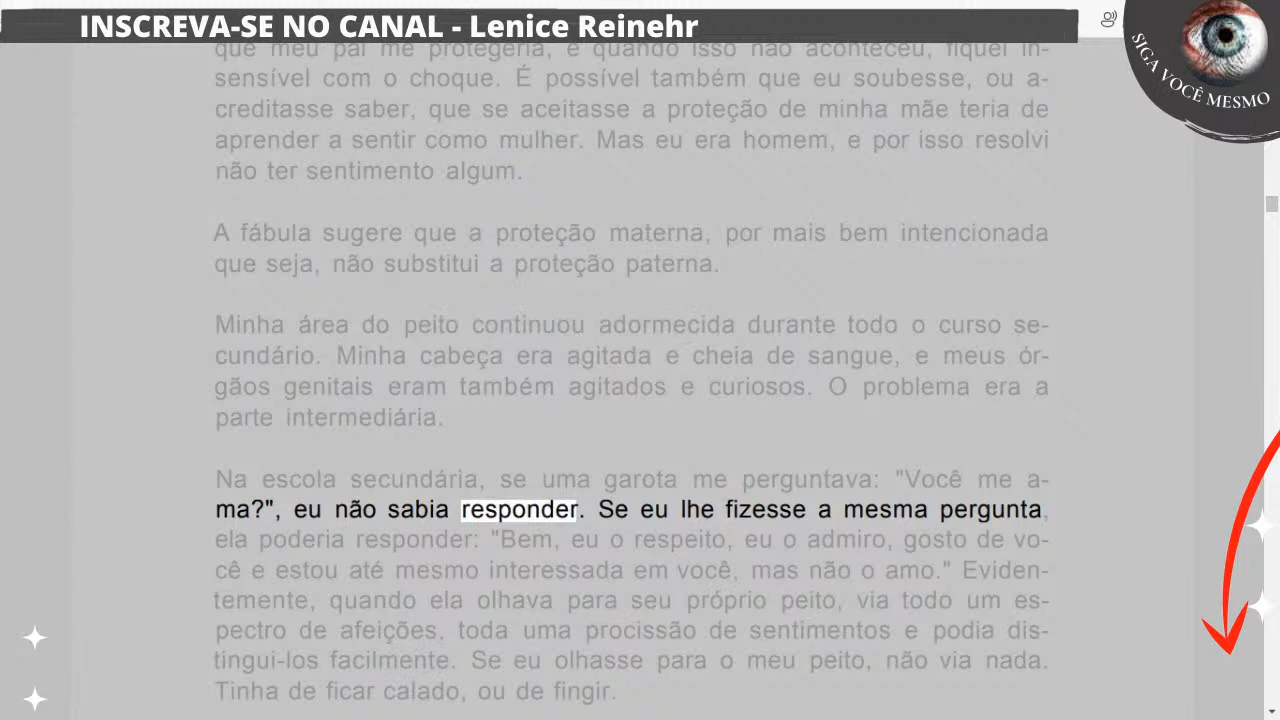 INSCREVA-SE NO CANAL - Lenice Reinehr
SIGA VOCÊ MESMO
que meu pai me protegeria, e quando isso não aconteceu, fiquei in-
sensível com o choque. É possível também que eu soubesse, ou a-
creditasse saber, que se aceitasse a proteção de minha mãe teria de
aprender a sentir como mulher. Mas eu era homem, e por isso resolvi
não ter sentimento algum.
A fábula sugere que a proteção materna, por mais bem intencionada
que seja, não substitui a proteção paterna.
Minha área do peito continuou adormecida durante todo o curso se-
cundário. Minha cabeça era agitada e cheia de sangue, e meus ór-
gãos genitais eram também agitados e curiosos. O problema era a
parte intermediária.
Na escola secundária, se uma garota me perguntava: "Você me a-
ma?", eu não sabia responder. Se eu lhe fizesse a mesma pergunta,
ela poderia responder: "Bem, eu o respeito, eu o admiro, gosto de vo-
cê e estou até mesmo interessada em você, mas não o amo." Eviden-
temente, quando ela olhava para seu próprio peito, via todo um es-
pectro de afeições, toda uma procissão de sentimentos e podia dis-
tingui-los facilmente. Se eu olhasse para o meu peito, não via nada.
Tinha de ficar calado, ou de fingir.